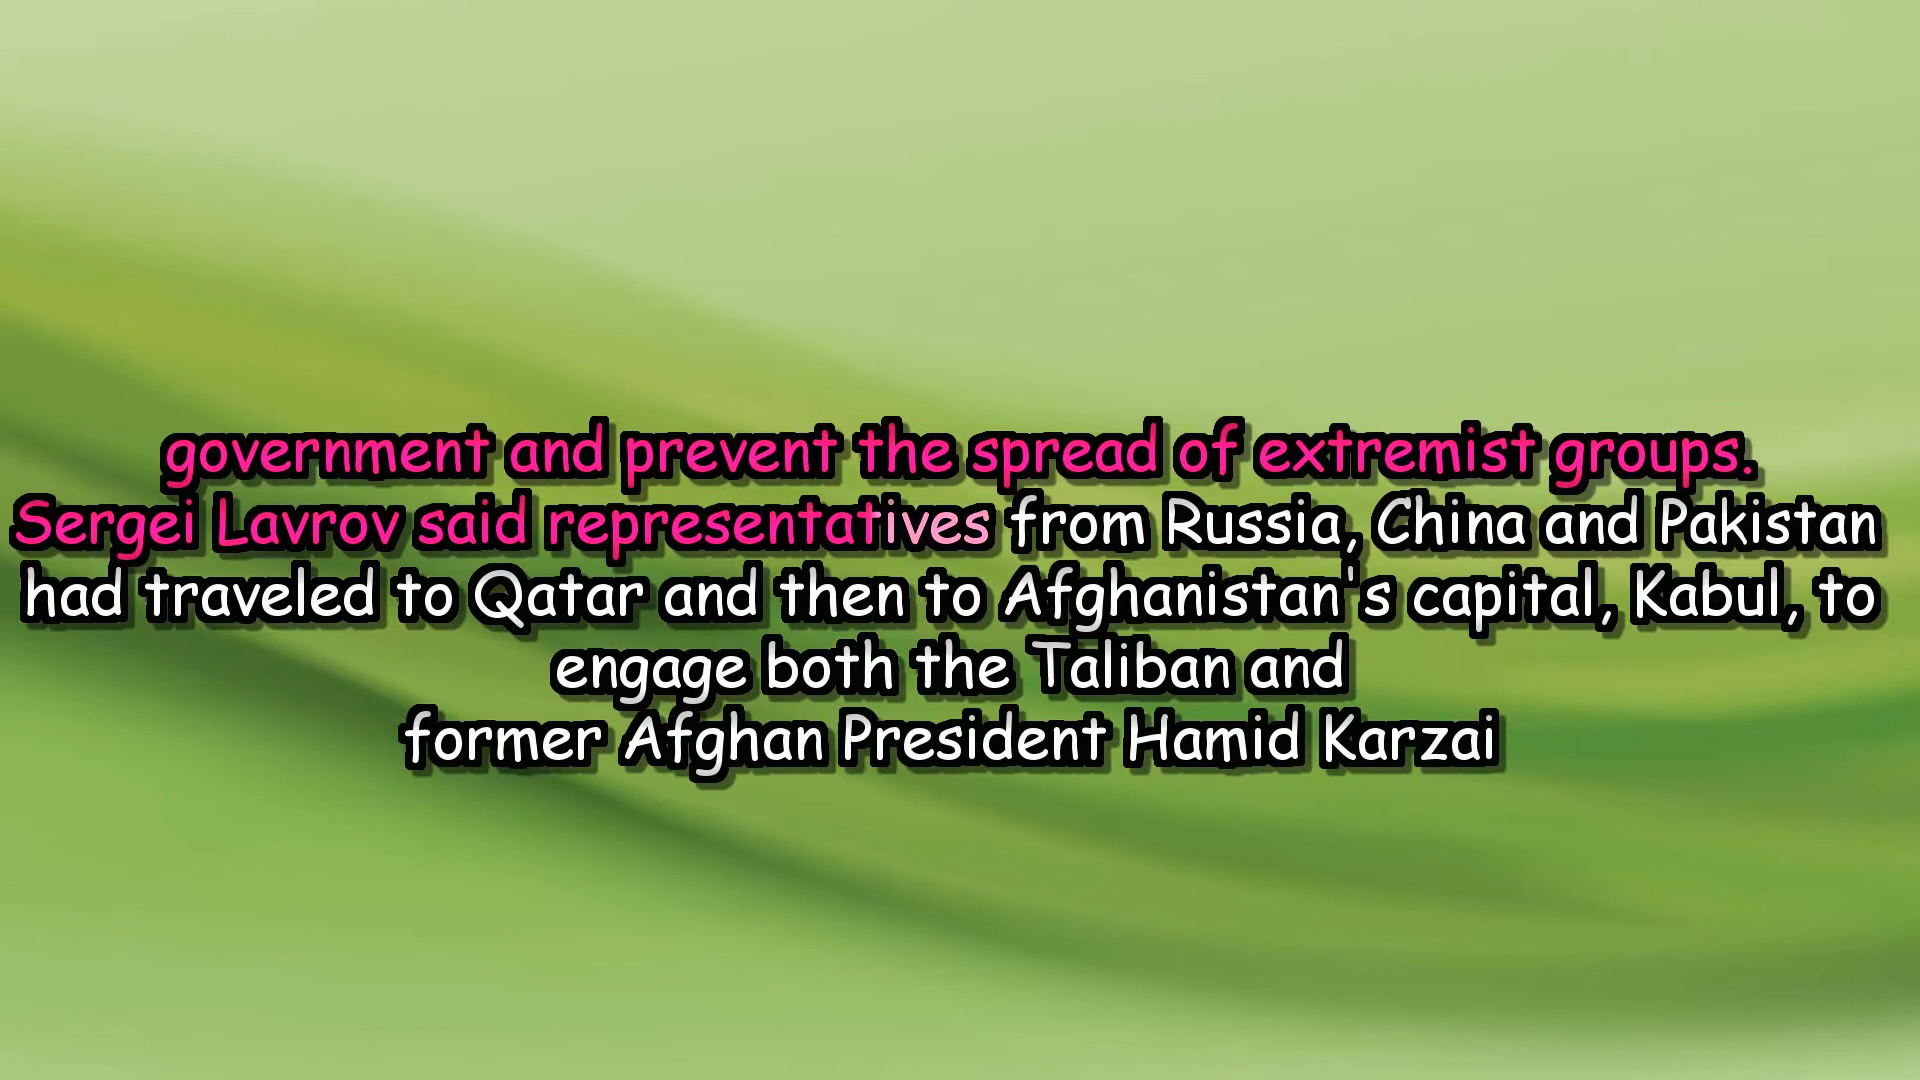 government and prevent the spread of extremist groups.
Sergei Lavrov said representatives from Russia, China and Pakistan
had traveled to Qatar and then to Afghanistan's capital, Kabul, to
engage both the Taliban and
former Afghan President Hamid Karzai